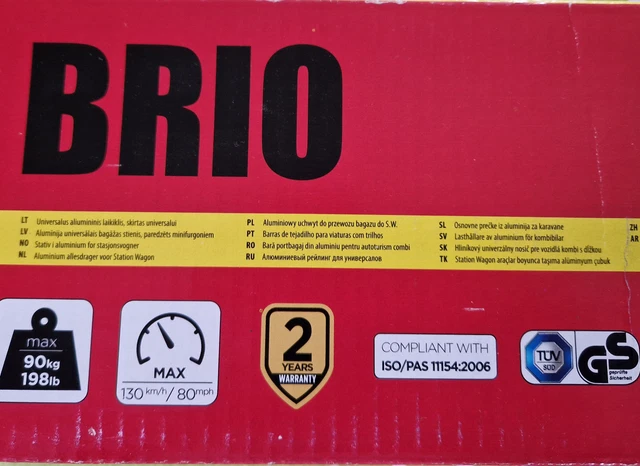 BRIO
LT Universalus aliumininis laikiklis, skirtas universalui
LV Alumīnija universālais bagāžas stienis, paredzēts minifurgoniem
NO Stativ i aluminium for stasjonsvogner
NL Aluminium allesdrager voor Station Wagon
PL Aluminiowy uchwyt do przewozu bagazu do S.W.
PT Barras de tejadilho para viaturas com trilhos
RO Bară portbagaj din aluminiu pentru autoturism combi
RU Алюминиевый рейлинг для универсалов
SL Osnovne prečke iz aluminija za karavane
SV Lasthållare av aluminium för kombibilar
SK Hliníkový univerzálny nosič pre vozidlá kombi s dĺžkou
TK Station Wagon araçlar boyunca taşıma alüminyum çubuk
ZH
AR
max
90kg
198lb
MAX
130 km/h / 80mph
2
YEARS
WARRANTY
COMPLIANT WITH
ISO/PAS 11154:2006
TÜV
SÜD
GS
geprüfte
Sicherheit